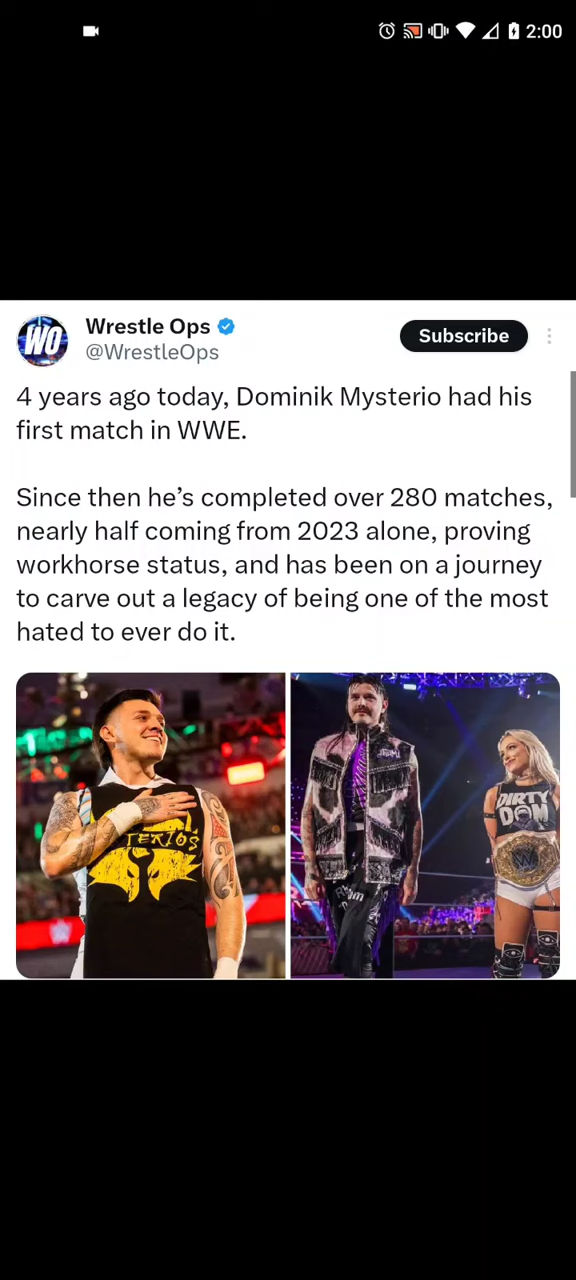 2:00
WO
Wrestle Ops
@WrestleOps
Subscribe
4 years ago today, Dominik Mysterio had his
first match in WWE.
Since then he’s completed over 280 matches,
nearly half coming from 2023 alone, proving
workhorse status, and has been on a journey
to carve out a legacy of being one of the most
hated to ever do it.
TERIOS
DIRTY
DOM